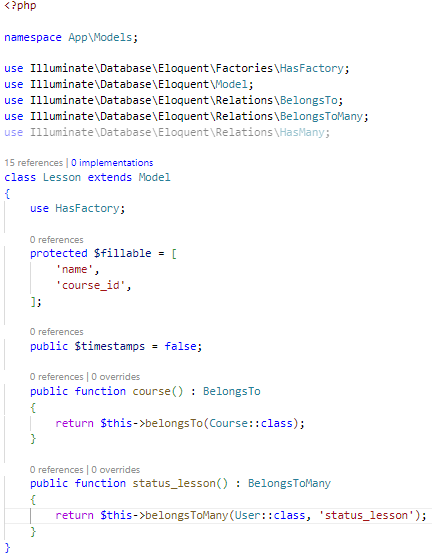 <?php
namespace App\Models;
use Illuminate\Database\Eloquent\Factories\HasFactory;
use Illuminate\Database\Eloquent\Model;
use Illuminate\Database\Eloquent\Relations\BelongsTo;
use Illuminate\Database\Eloquent\Relations\BelongsToMany;
use Illuminate\Database\Eloquent\Relations\HasMany;
15 references | 0 implementations
class Lesson extends Model
{
    use HasFactory;
    0 references
    protected $fillable = [
        'name',
        'course_id',
    ];
    0 references
    public $timestamps = false;
    0 references | 0 overrides
    public function course() : BelongsTo
    {
        return $this->belongsTo(Course::class);
    }
    0 references | 0 overrides
    public function status_lesson() : BelongsToMany
    {
        return $this->belongsToMany(User::class, 'status_lesson');
    }
}